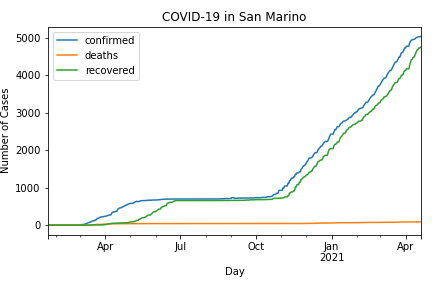 COVID-19 in San Marino
confirmed
deaths
recovered
Number of Cases
5000
4000
3000
2000
1000
0
Apr
Jul
Oct
Jan
2021
Apr
Day